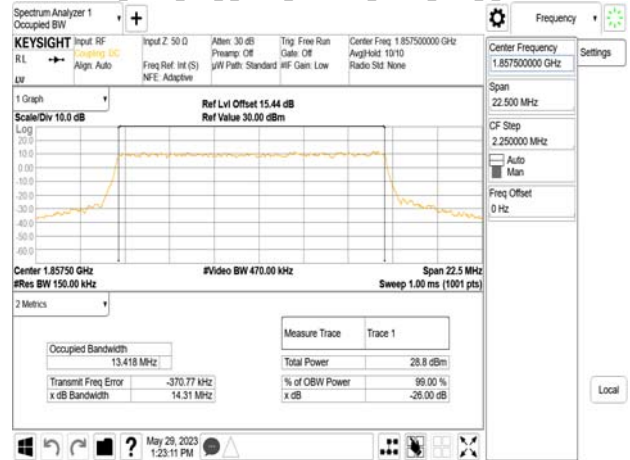 Spectrum Analyzer 1
Occupied BW
Frequency
KEYSIGHT
RL
LV
Input: RF
Coupling: DC
Align: Auto
Input Z: 50 Ω
Freq Ref: Int (S)
NFE: Adaptive
Atten: 30 dB
Preamp: Off
µW Path: Standard
Trig: Free Run
Gate: Off
#IF Gain: Low
Center Freq: 1.857500000 GHz
Avg|Hold: 10/10
Radio Std: None
Center Frequency
1.857500000 GHz
Settings
Span
22.500 MHz
CF Step
2.250000 MHz
Auto
Man
Freq Offset
0 Hz
Local
1 Graph
Scale/Div 10.0 dB
Ref Lvl Offset 15.44 dB
Ref Value 30.00 dBm
Log
20.0
10.0
0.00
-10.0
-20.0
-30.0
-40.0
-50.0
-60.0
Center 1.85750 GHz
#Video BW 470.00 kHz
Span 22.5 MHz
#Res BW 150.00 kHz
Sweep 1.00 ms (1001 pts)
2 Metrics
Measure Trace Trace 1
Occupied Bandwidth
13.418 MHz
Total Power 28.8 dBm
Transmit Freq Error -370.77 kHz
% of OBW Power 99.00 %
x dB Bandwidth 14.31 MHz
x dB -26.00 dB
May 29, 2023
1:23:11 PM